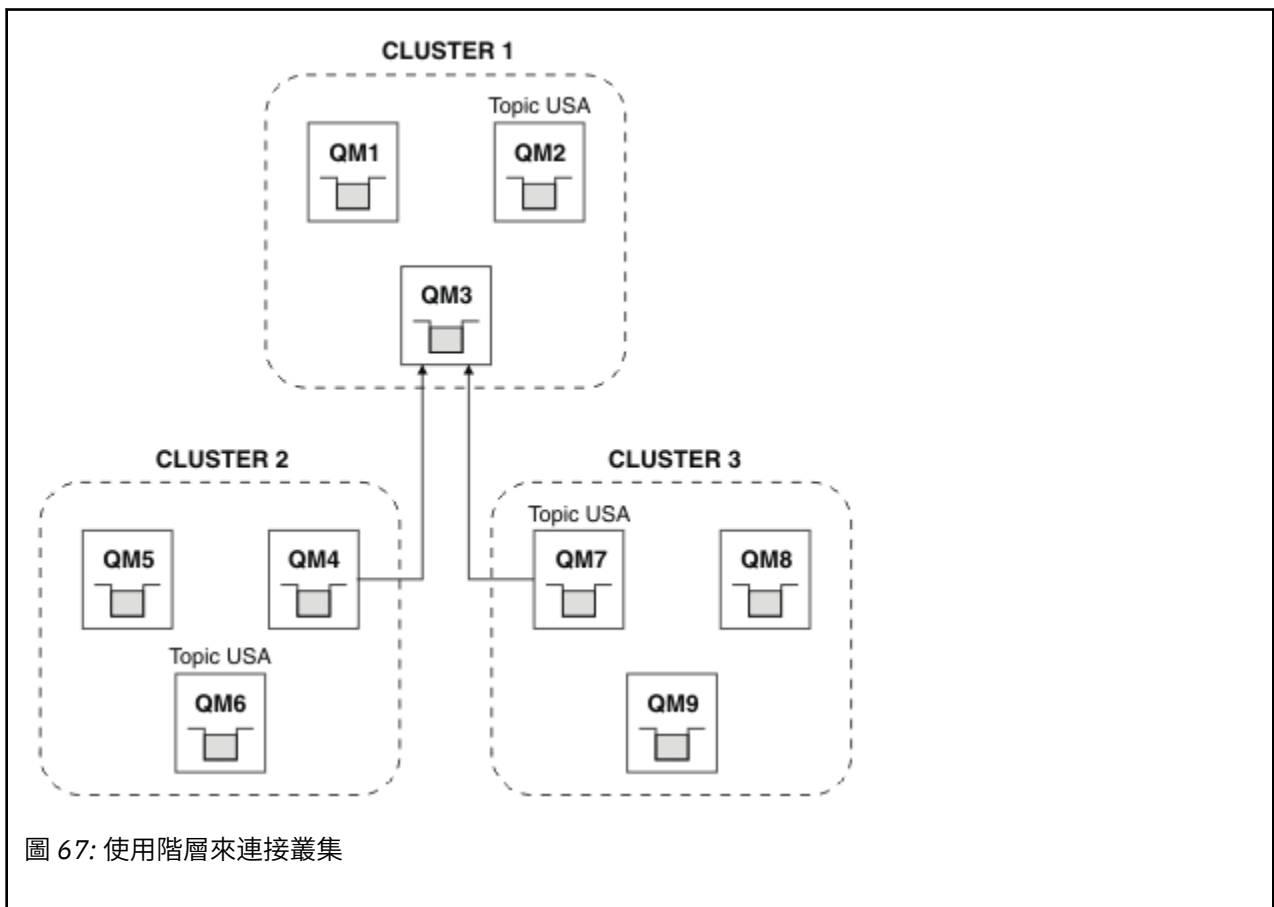 CLUSTER 1
Topic USA
QM1
QM2
QM3
CLUSTER 2
CLUSTER 3
Topic USA
QM5
QM4
QM7
QM8
Topic USA
QM6
QM9
圖 67: 使用階層來連接叢集